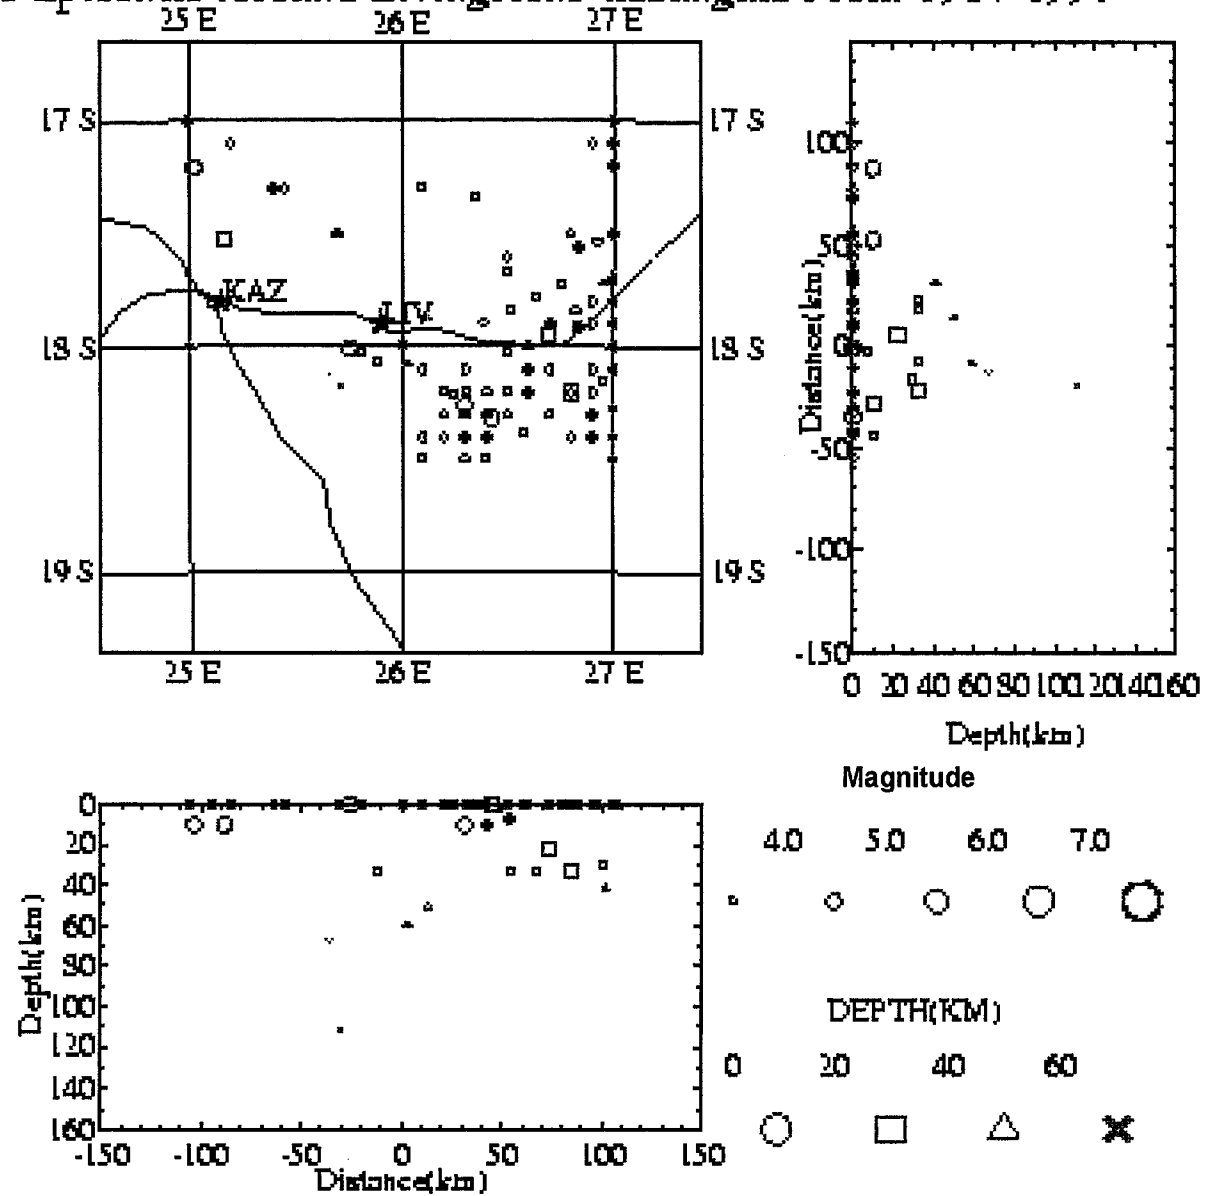 25 E 26 E 27 E
17 S 17 S
KAZ
LIV
18 S 18 S
19 S 19 S
25 E 26 E 27 E
100
50
0
-50
-100
-150
Distance(km)
0 20 40 60 80 100 120 140 160
Depth(km)
0
20
40
60
80
100
120
140
160
Depth(km)
-150 -100 -50 0 50 100 150
Distance(km)
Magnitude
4.0 5.0 6.0 7.0
DEPTH(KM)
0 20 40 60